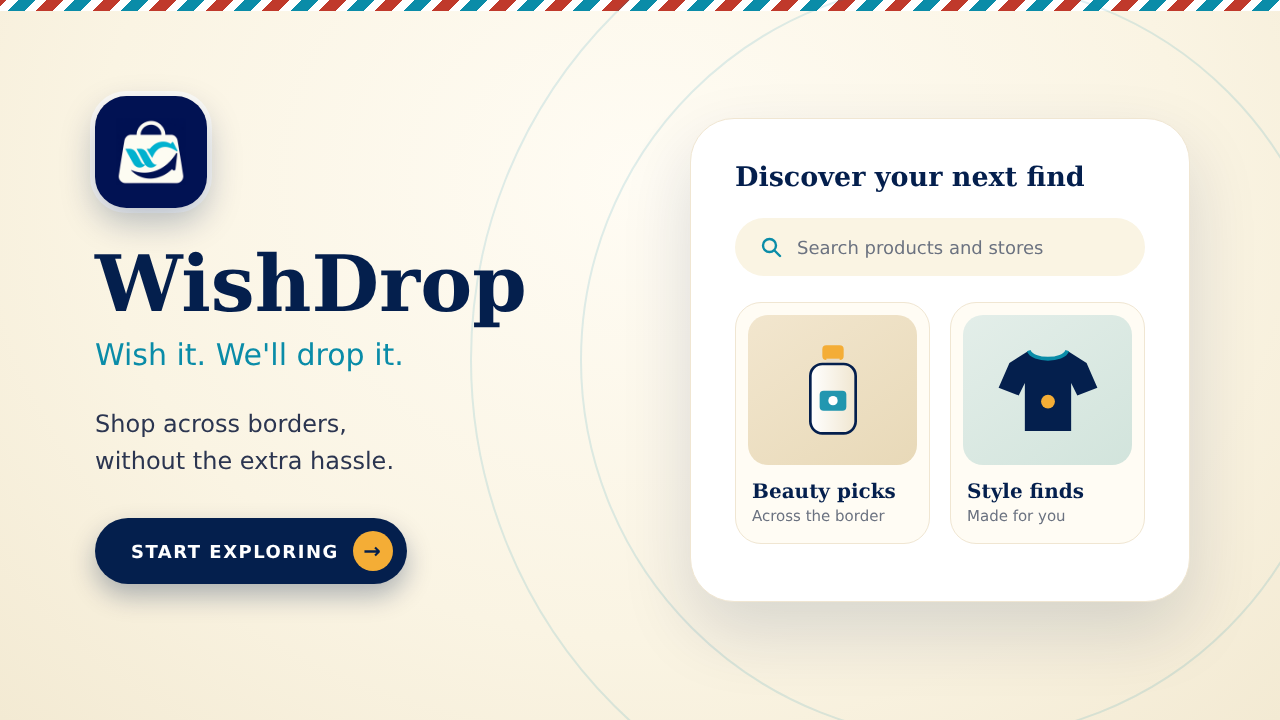 WishDrop
Wish it. We'll drop it.
Shop across borders,
without the extra hassle.
START EXPLORING →
Discover your next find
Search products and stores
Beauty picks
Across the border
Style finds
Made for you